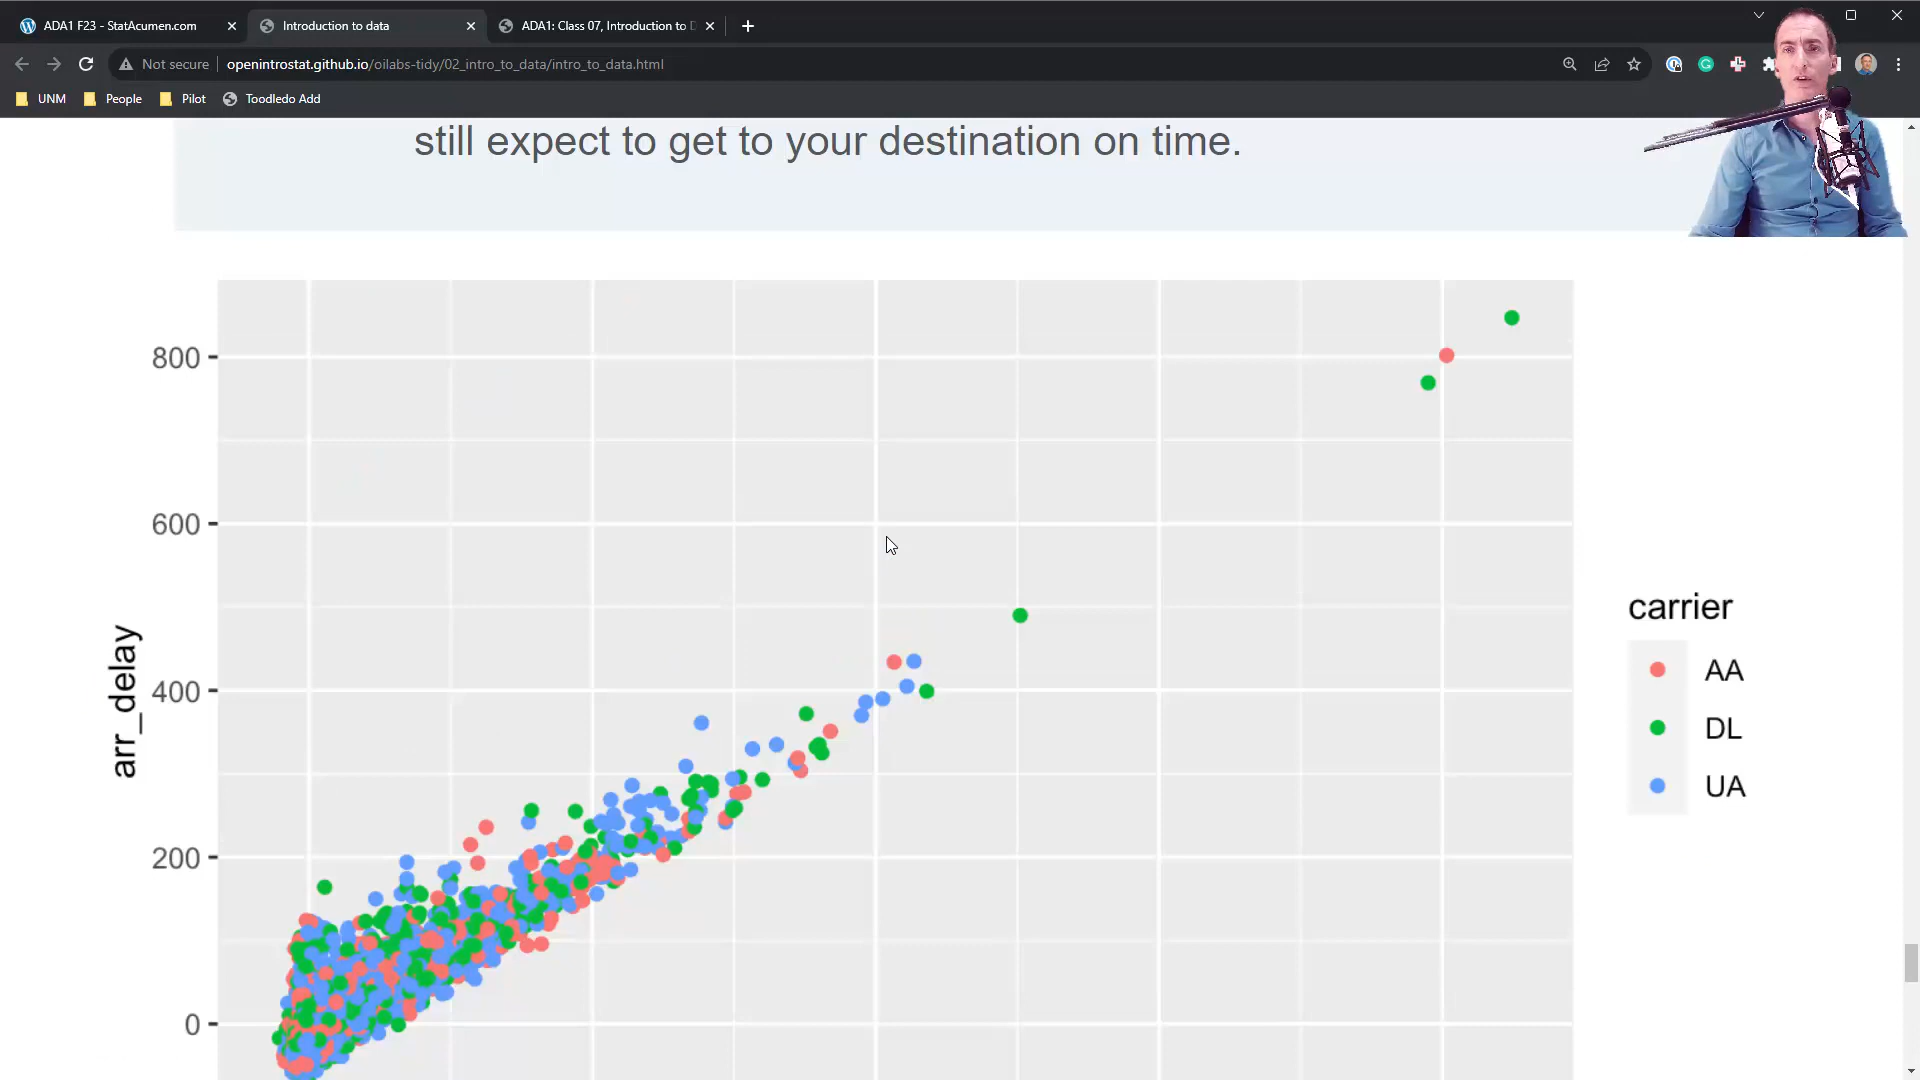 ADA1 F23 - StatAcumen.com
Introduction to data
ADA1: Class 07, Introduction to D
Not secure
openintrostat.github.io/oilabs-tidy/02_intro_to_data/intro_to_data.html
UNM
People
Pilot
Toodledo Add
still expect to get to your destination on time.
800
600
400
200
0
arr_delay
carrier
AA
DL
UA